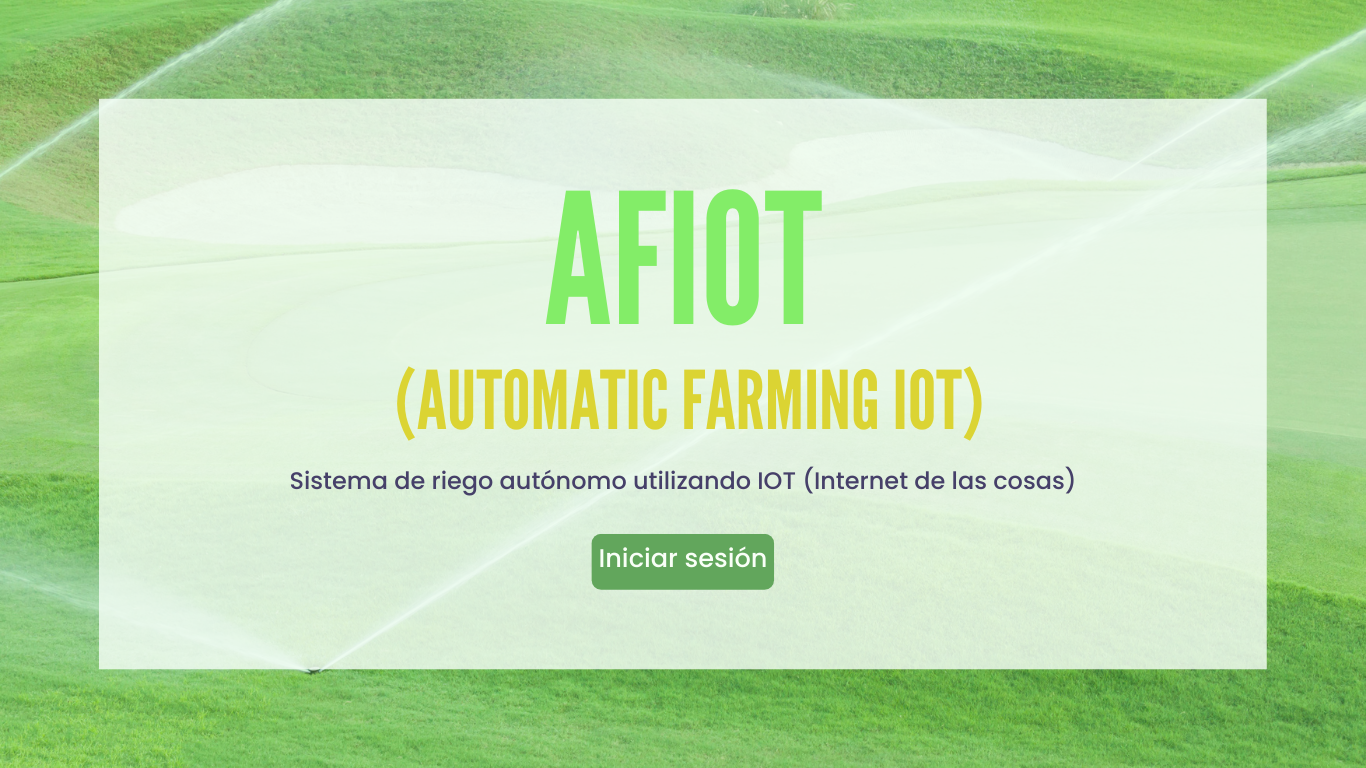 AFIOT
(AUTOMATIC FARMING IOT)
Sistema de riego autónomo utilizando IOT (Internet de las cosas)
Iniciar sesión